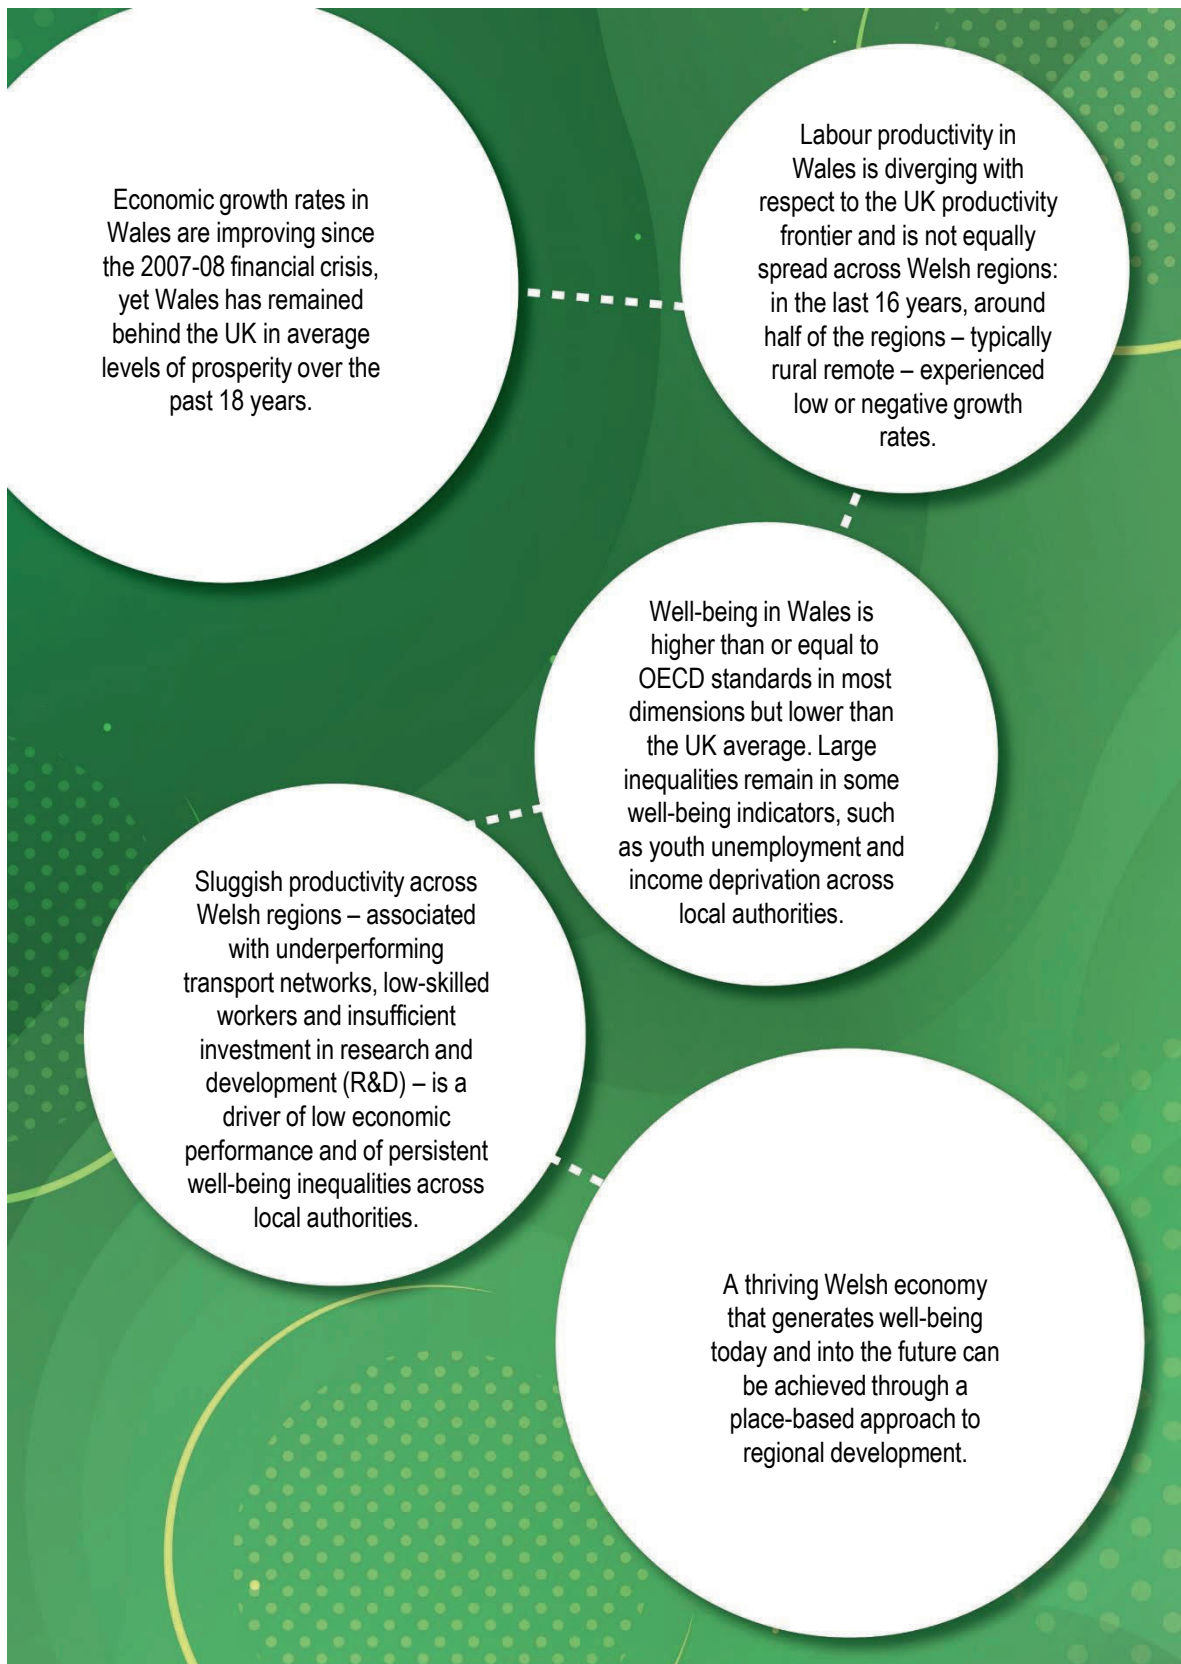 Economic growth rates in
Wales are improving since
the 2007-08 financial crisis,
yet Wales has remained
behind the UK in average
levels of prosperity over the
past 18 years.
Labour productivity in
Wales is diverging with
respect to the UK productivity
frontier and is not equally
spread across Welsh regions:
in the last 16 years, around
half of the regions – typically
rural remote – experienced
low or negative growth
rates.
Well-being in Wales is
higher than or equal to
OECD standards in most
dimensions but lower than
the UK average. Large
inequalities remain in some
well-being indicators, such
as youth unemployment and
income deprivation across
local authorities.
Sluggish productivity across
Welsh regions – associated
with underperforming
transport networks, low-skilled
workers and insufficient
investment in research and
development (R&D) – is a
driver of low economic
performance and of persistent
well-being inequalities across
local authorities.
A thriving Welsh economy
that generates well-being
today and into the future can
be achieved through a
place-based approach to
regional development.